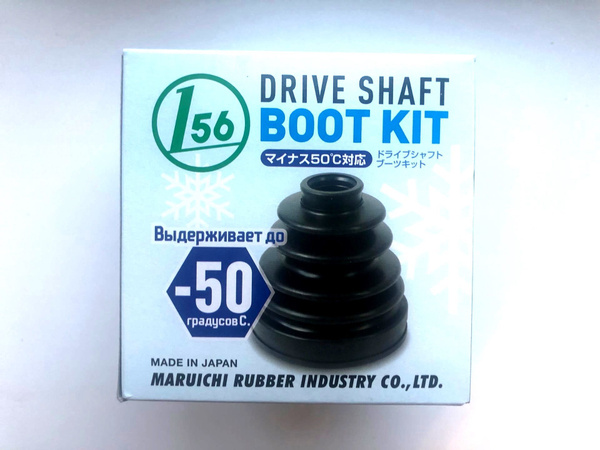 156
DRIVE SHAFT
BOOT KIT
マイナス50℃対応
ドライブシャフト
ブーツキット
Выдерживает до
-50
градусов С.
MADE IN JAPAN
MARUICHI RUBBER INDUSTRY CO.,LTD.